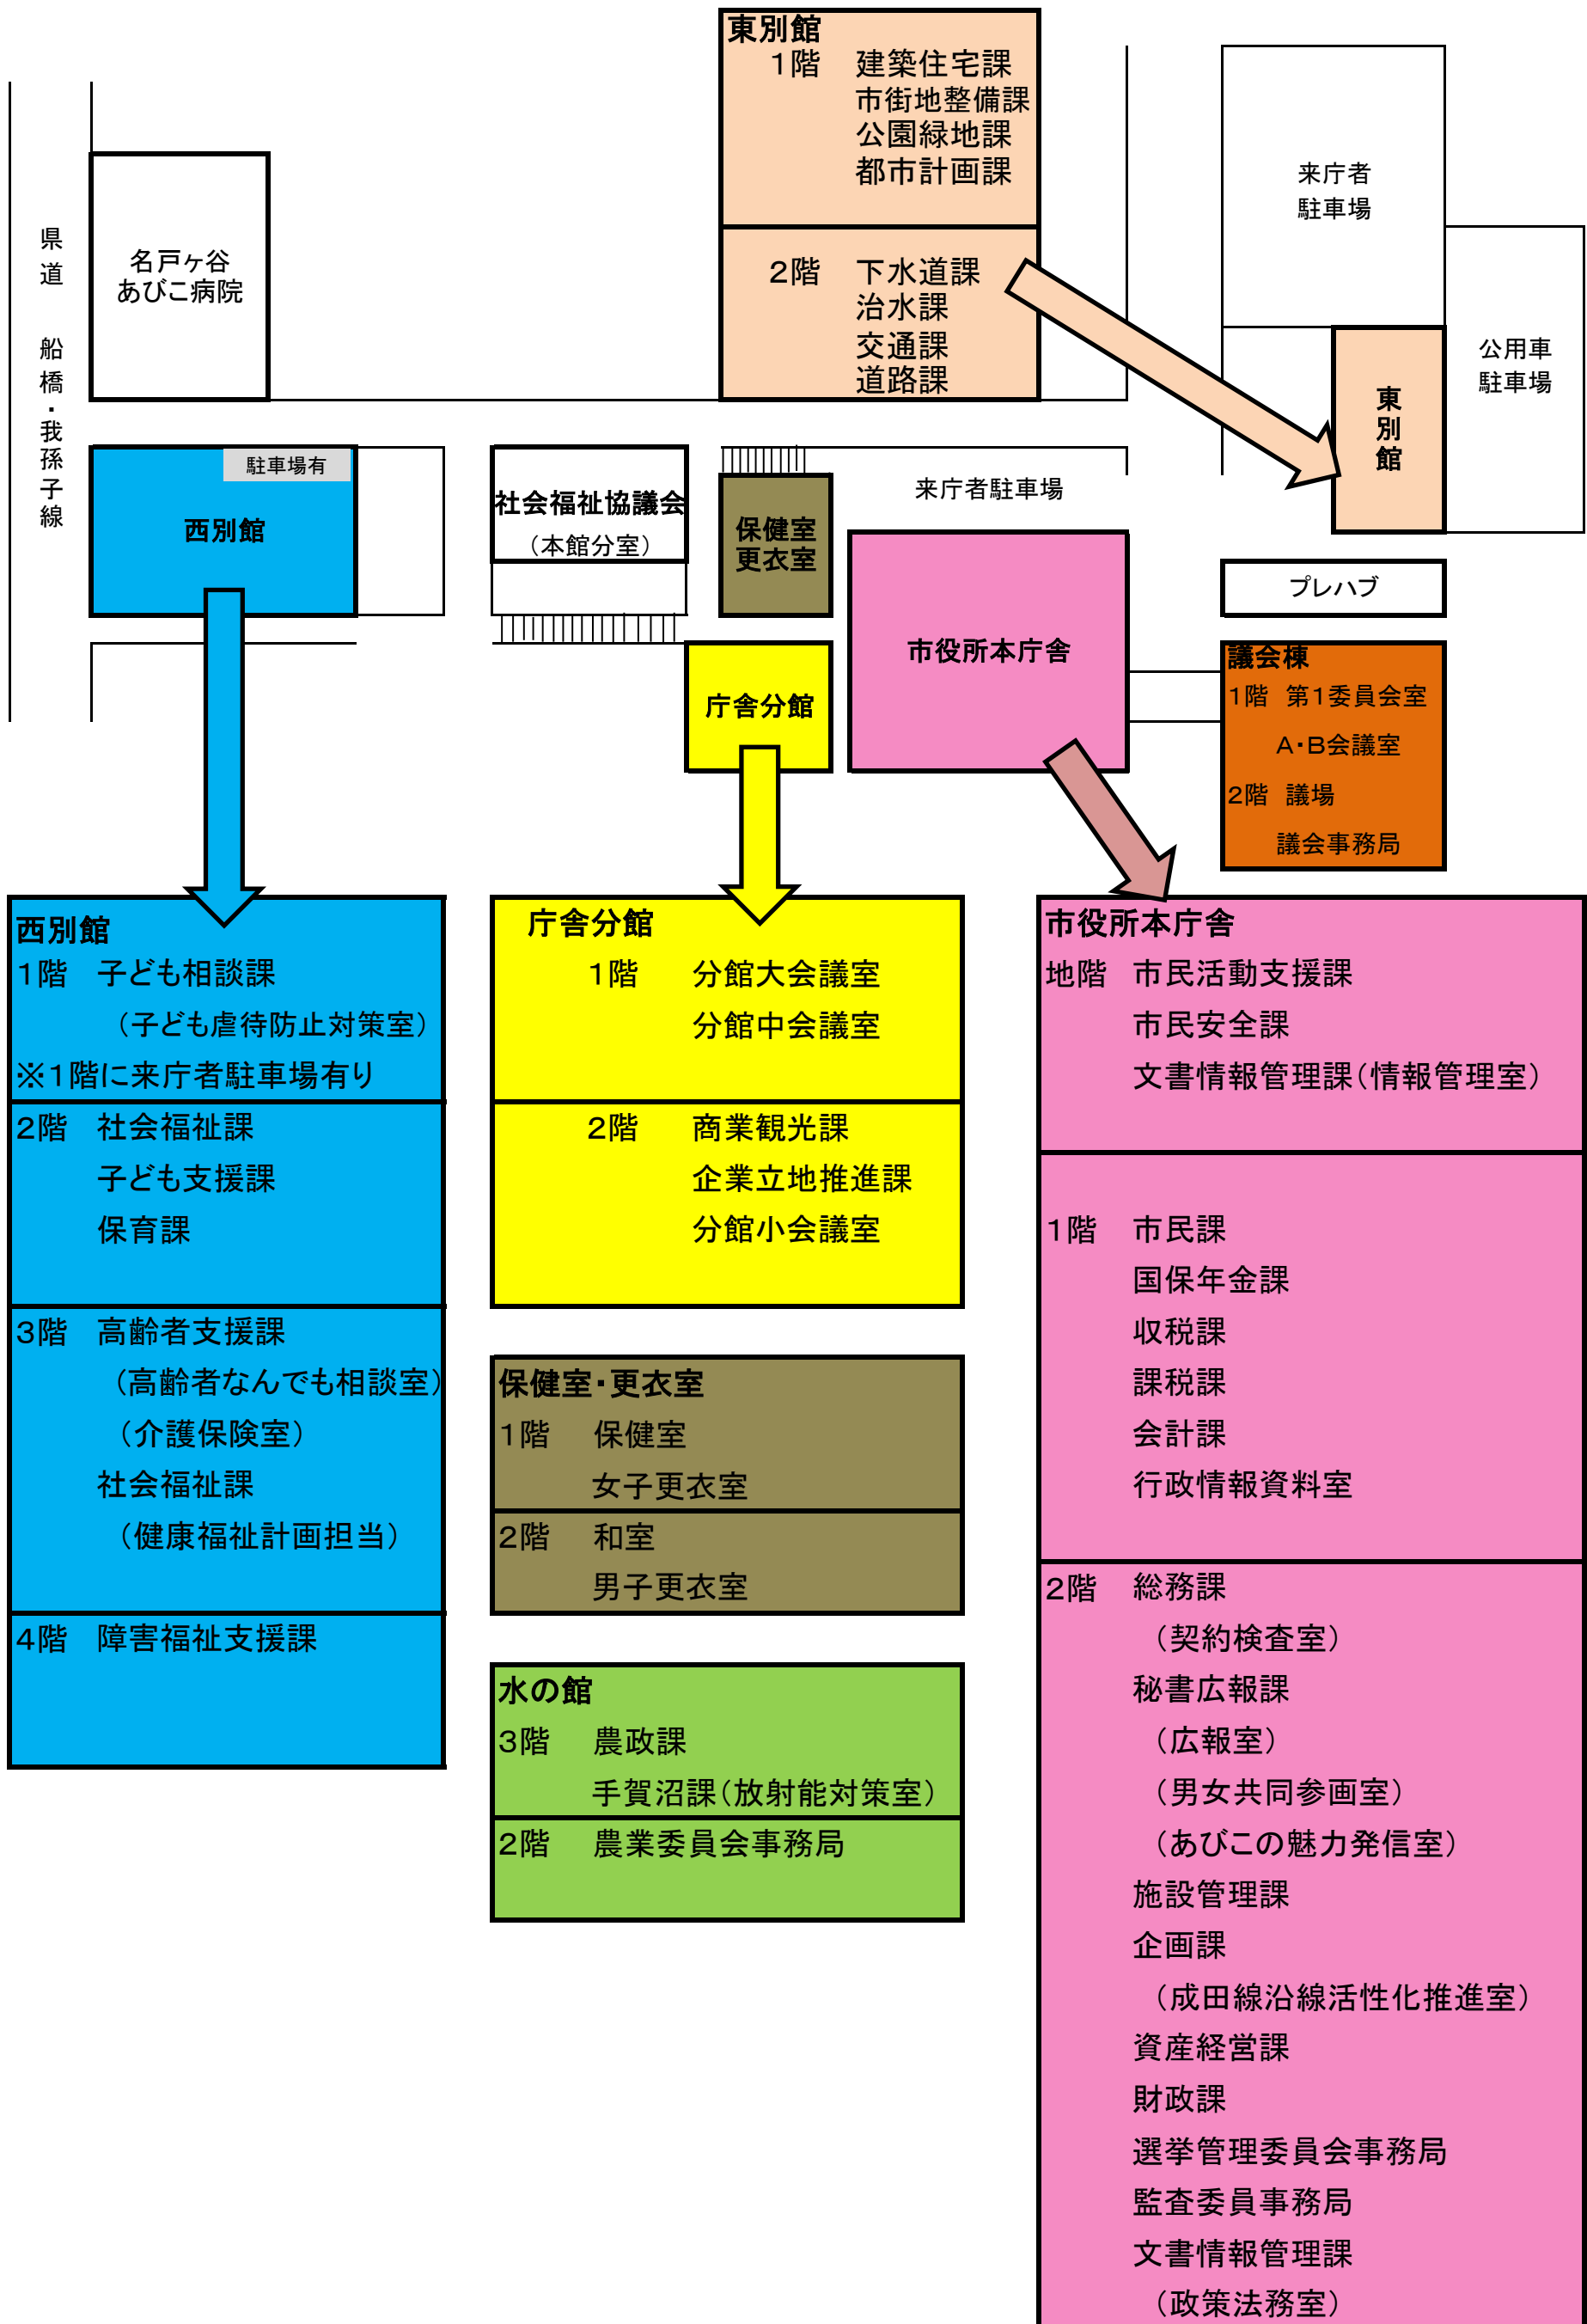 東別館
1階 建築住宅課
市街地整備課
公園緑地課
都市計画課
2階 下水道課
治水課
交通課
道路課
来庁者
駐車場
公用車
駐車場
東別館
県道 船橋・我孫子線
名戸ヶ谷
あびこ病院
駐車場有
西別館
社会福祉協議会
（本館分室）
保健室
更衣室
来庁者駐車場
市役所本庁舎
庁舎分館
プレハブ
議会棟
1階 第1委員会室
A・B会議室
2階 議場
議会事務局
西別館
1階 子ども相談課
（子ども虐待防止対策室）
※1階に来庁者駐車場有り
2階 社会福祉課
子ども支援課
保育課
3階 高齢者支援課
（高齢者なんでも相談室）
（介護保険室）
社会福祉課
（健康福祉計画担当）
4階 障害福祉支援課
庁舎分館
1階 分館大会議室
分館中会議室
2階 商業観光課
企業立地推進課
分館小会議室
保健室・更衣室
1階 保健室
女子更衣室
2階 和室
男子更衣室
水の館
3階 農政課
手賀沼課（放射能対策室）
2階 農業委員会事務局
市役所本庁舎
地階 市民活動支援課
市民安全課
文書情報管理課（情報管理室）
1階 市民課
国保年金課
収税課
課税課
会計課
行政情報資料室
2階 総務課
（契約検査室）
秘書広報課
（広報室）
（男女共同参画室）
（あびこの魅力発信室）
施設管理課
企画課
（成田線沿線活性化推進室）
資産経営課
財政課
選挙管理委員会事務局
監査委員事務局
文書情報管理課
（政策法務室）